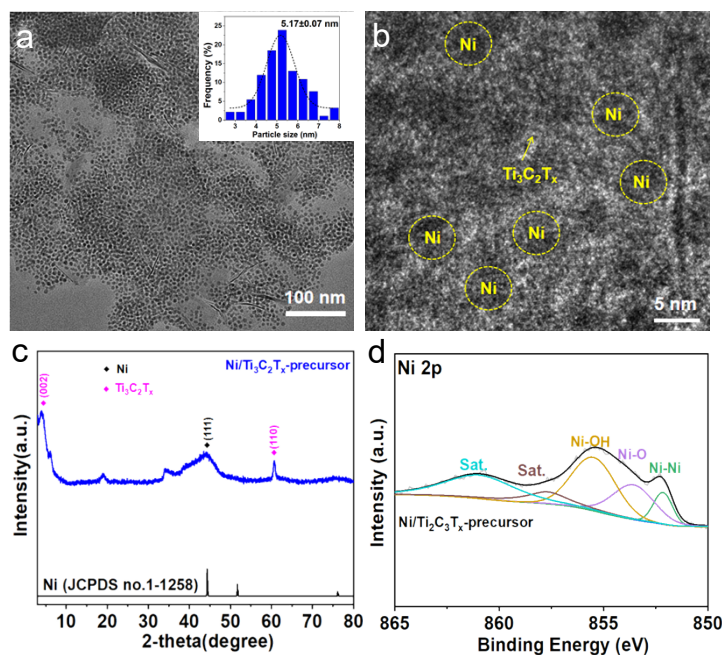 a
5.17±0.07 nm
Frequency (%)
25
20
15
10
5
0
3 4 5 6 7 8
Particle size (nm)
100 nm
b
Ni
Ni
Ti₃C₂Tₓ
Ni
Ni
Ni
Ni
5 nm
c
Intensity(a.u.)
(002)
Ni
Ti₃C₂Tₓ
Ni/Ti₃C₂Tₓ-precursor
(111)
(110)
Ni (JCPDS no.1-1258)
10 20 30 40 50 60 70 80
2-theta(degree)
d
Intensity (a.u.)
Ni 2p
Sat.
Sat.
Ni-OH
Ni-O
Ni-Ni
Ni/Ti₂C₃Tₓ-precursor
865 860 855 850
Binding Energy (eV)